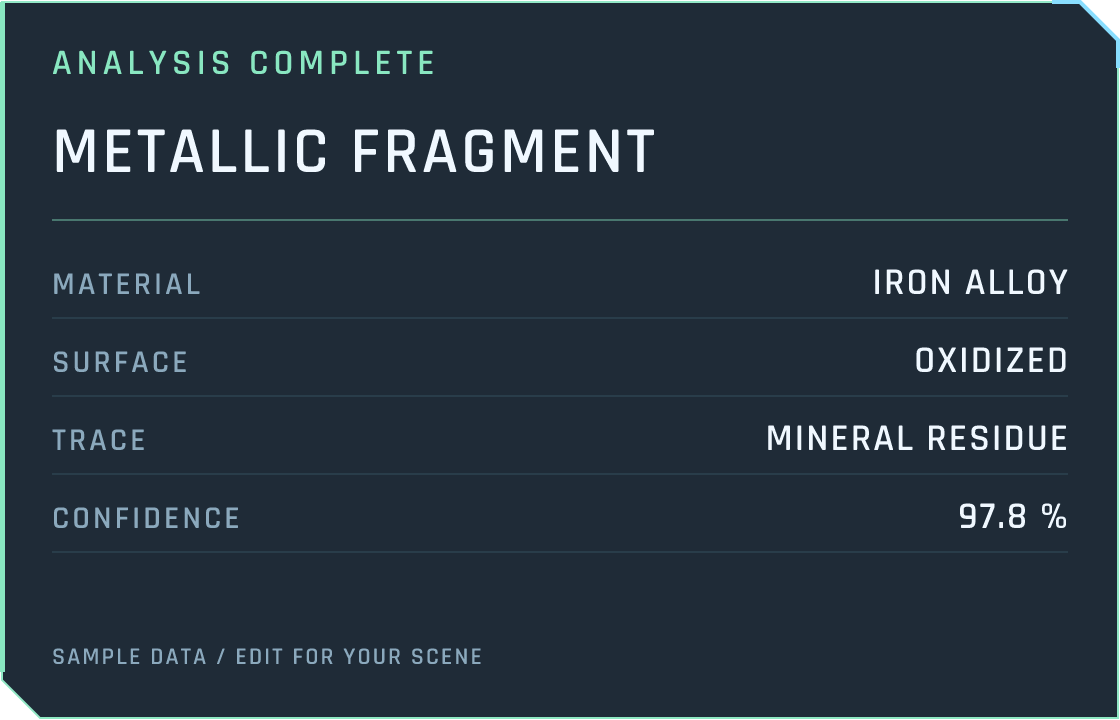 ANALYSIS COMPLETE
METALLIC FRAGMENT
MATERIAL IRON ALLOY
SURFACE OXIDIZED
TRACE MINERAL RESIDUE
CONFIDENCE 97.8 %
SAMPLE DATA / EDIT FOR YOUR SCENE